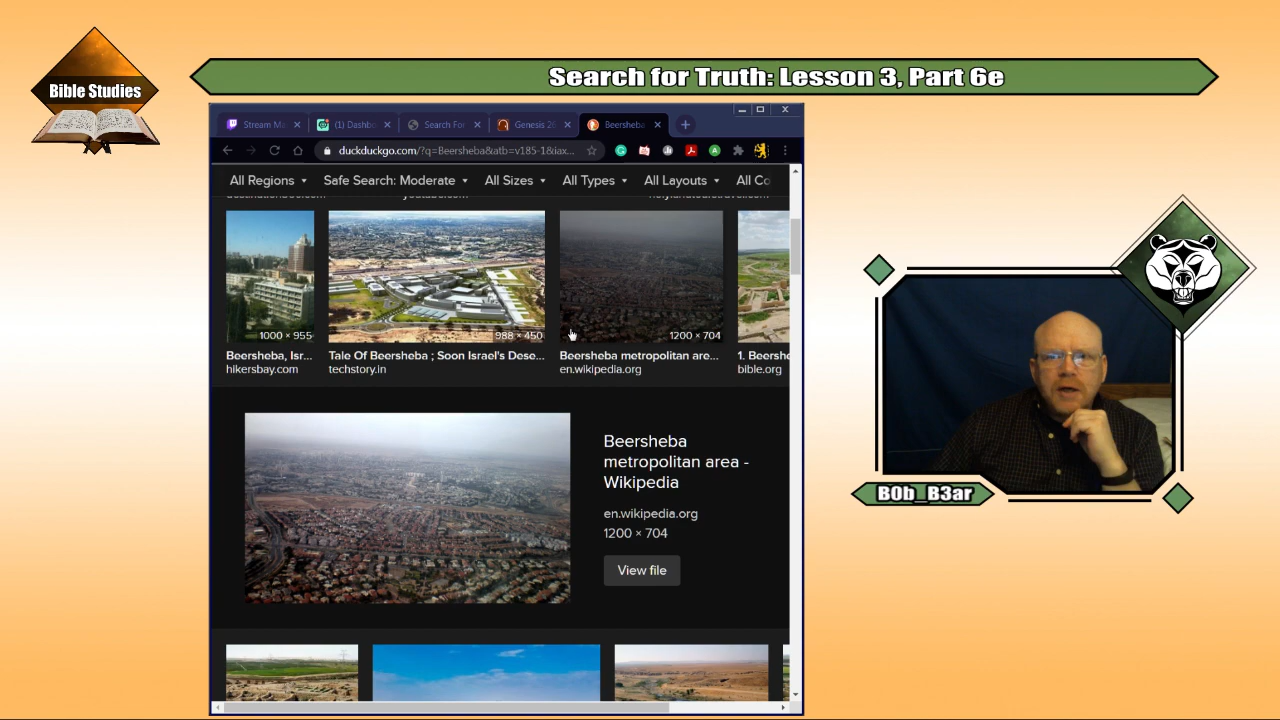 Bible Studies
Search for Truth: Lesson 3, Part 6e
Stream Ma
(1) Dashbo
Search For
Genesis 26
Beersheba
duckduckgo.com/?q=Beersheba&atb=v185-1&iax...
All Regions
Safe Search: Moderate
All Sizes
All Types
All Layouts
All Co
1000 × 955
988 × 450
1200 × 704
Beersheba, Isr...
Tale Of Beersheba ; Soon Israel's Dese...
Beersheba metropolitan are...
1. Beershe
hikersbay.com
techstory.in
en.wikipedia.org
bible.org
Beersheba
metropolitan area -
Wikipedia
en.wikipedia.org
1200 × 704
View file
B0b_B3ar